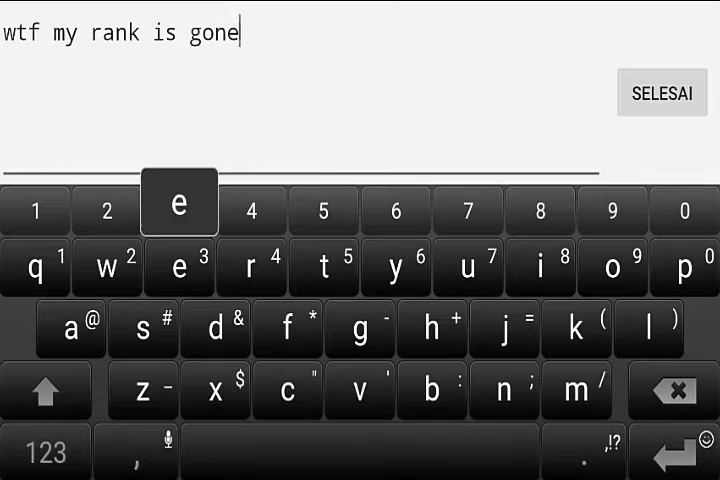 wtf my rank is gone
SELESAI
e
1 2 4 5 6 7 8 9 0
q 1 w 2 e 3 r 4 t 5 y 6 u 7 i 8 o 9 p 0
a @ s # d & f * g - h + j = k ( l )
z _ x $ c " v ' b : n ; m /
123 , . ,!?